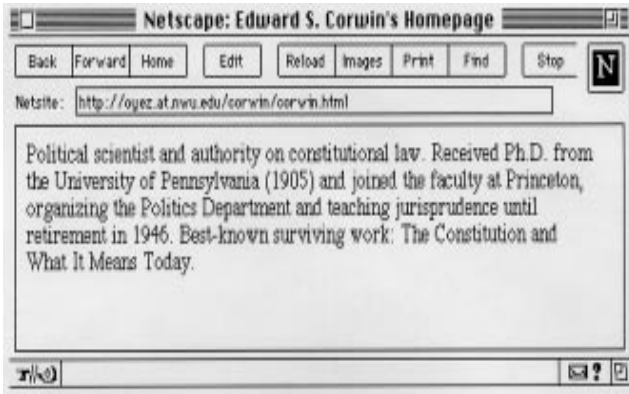 Netscape: Edward S. Corwin's Homepage
Back Forward Home Edit Reload Images Print Find Stop N
Netsite: http://oyez.at.nwu.edu/corwin/corwin.html
Political scientist and authority on constitutional law. Received Ph.D. from
the University of Pennsylvania (1905) and joined the faculty at Princeton,
organizing the Politics Department and teaching jurisprudence until
retirement in 1946. Best-known surviving work: The Constitution and
What It Means Today.
?